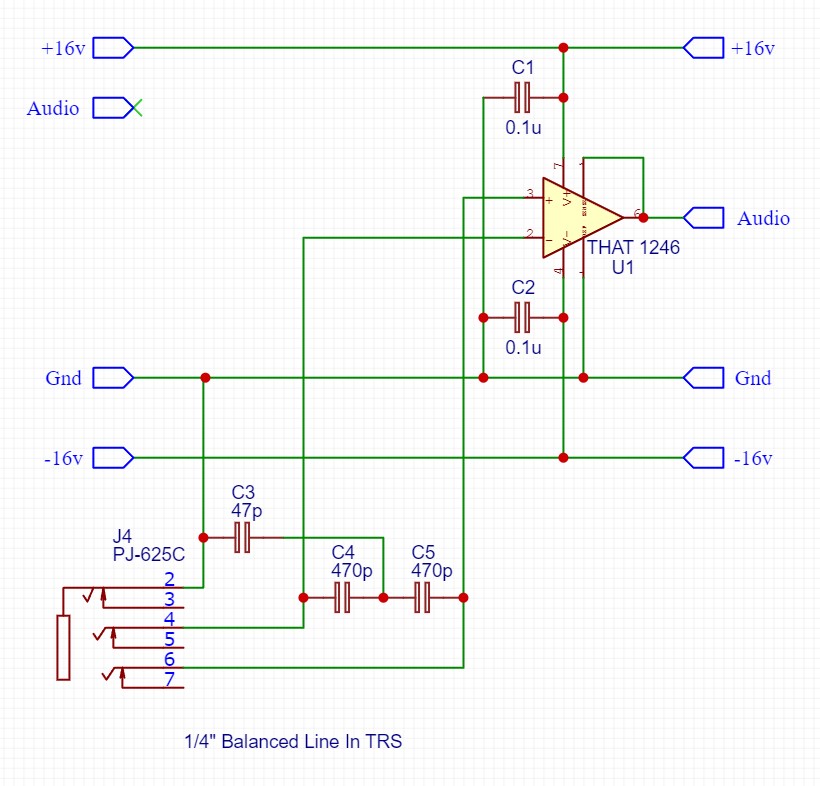 +16v
+16v
C1
Audio
0.1u
7
3
+
V+
6
Audio
2
-
V-
THAT 1246
U1
4
C2
0.1u
Gnd
Gnd
-16v
-16v
C3
47p
J4
PJ-625C
C4
470p
C5
470p
2
3
4
5
6
7
1/4" Balanced Line In TRS